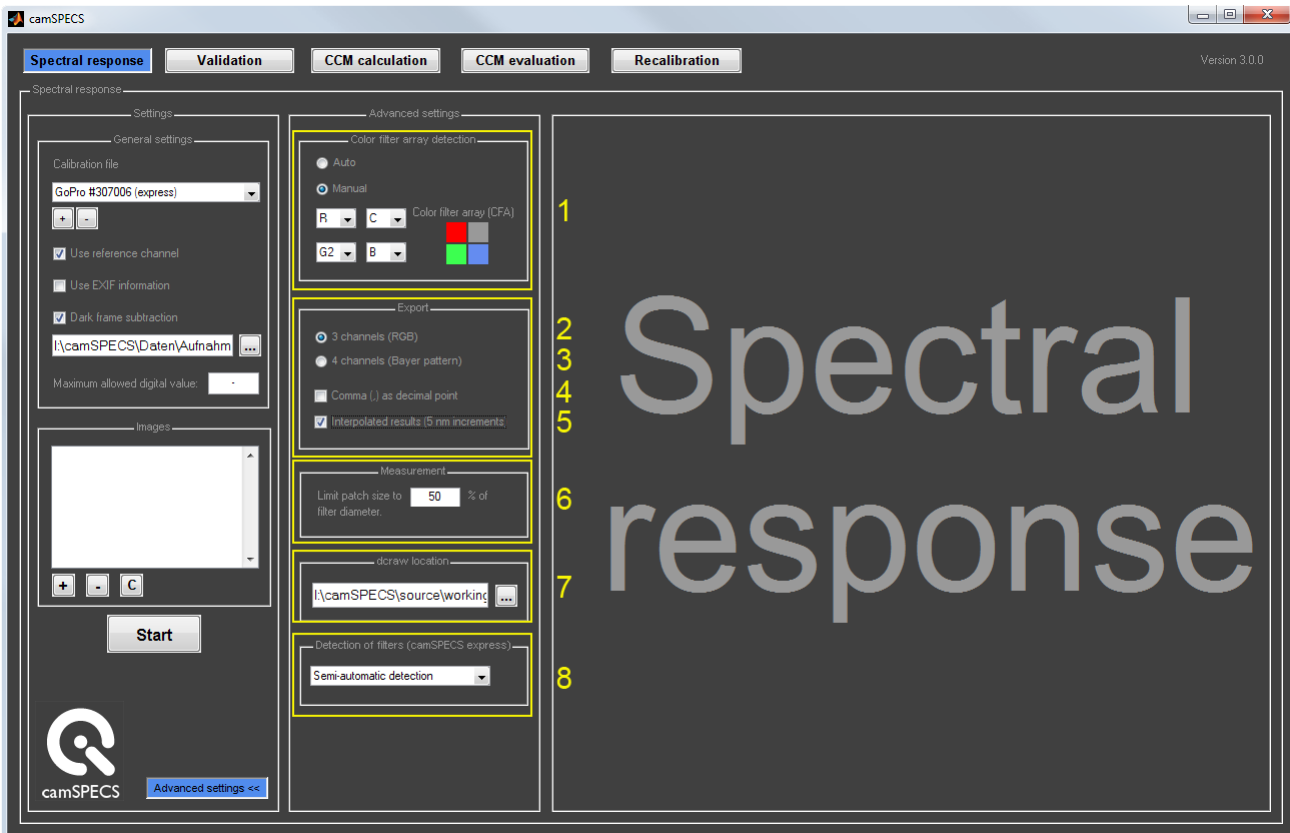 camSPECS
Spectral response
Validation
CCM calculation
CCM evaluation
Recalibration
Version 3.0.0
Spectral response
Settings
General settings
Calibration file
GoPro #307006 (express)
+ -
Use reference channel
Use EXIF information
Dark frame subtraction
I:\camSPECS\Daten\Aufnahm ...
Maximum allowed digital value: -
Images
+ - C
Start
camSPECS
Advanced settings <<
Advanced settings
Color filter array detection
Auto
Manual
R C Color filter array (CFA)
G2 B
1
Export
3 channels (RGB)
2
4 channels (Bayer pattern)
3
Comma (,) as decimal point
4
Interpolated results (5 nm increments)
5
Measurement
Limit patch size to 50 % of
filter diameter.
6
dcraw location
I:\camSPECS\source\working ...
7
Detection of filters (camSPECS express)
Semi-automatic detection
8
Spectral
response